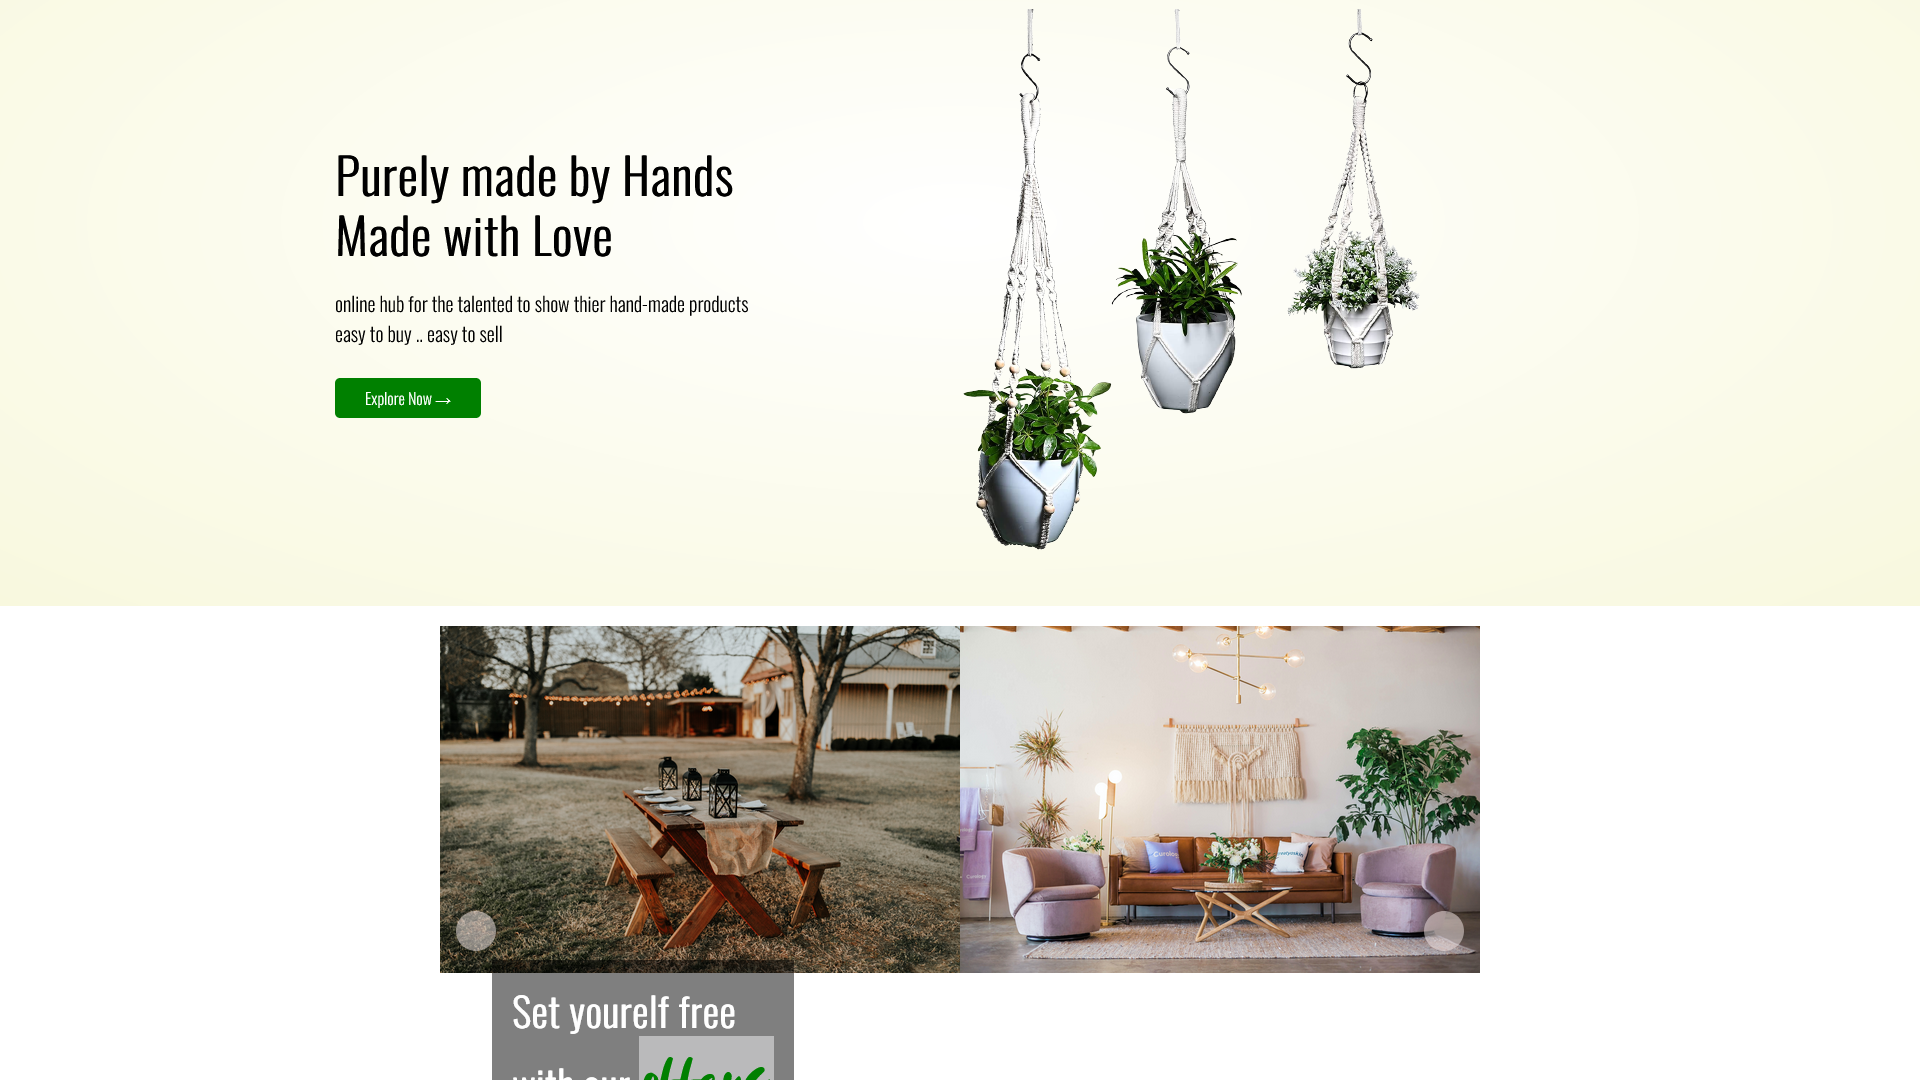 Purely made by Hands
Made with Love
online hub for the talented to show thier hand-made products
easy to buy .. easy to sell
Explore Now →
Set yourelf free
with our